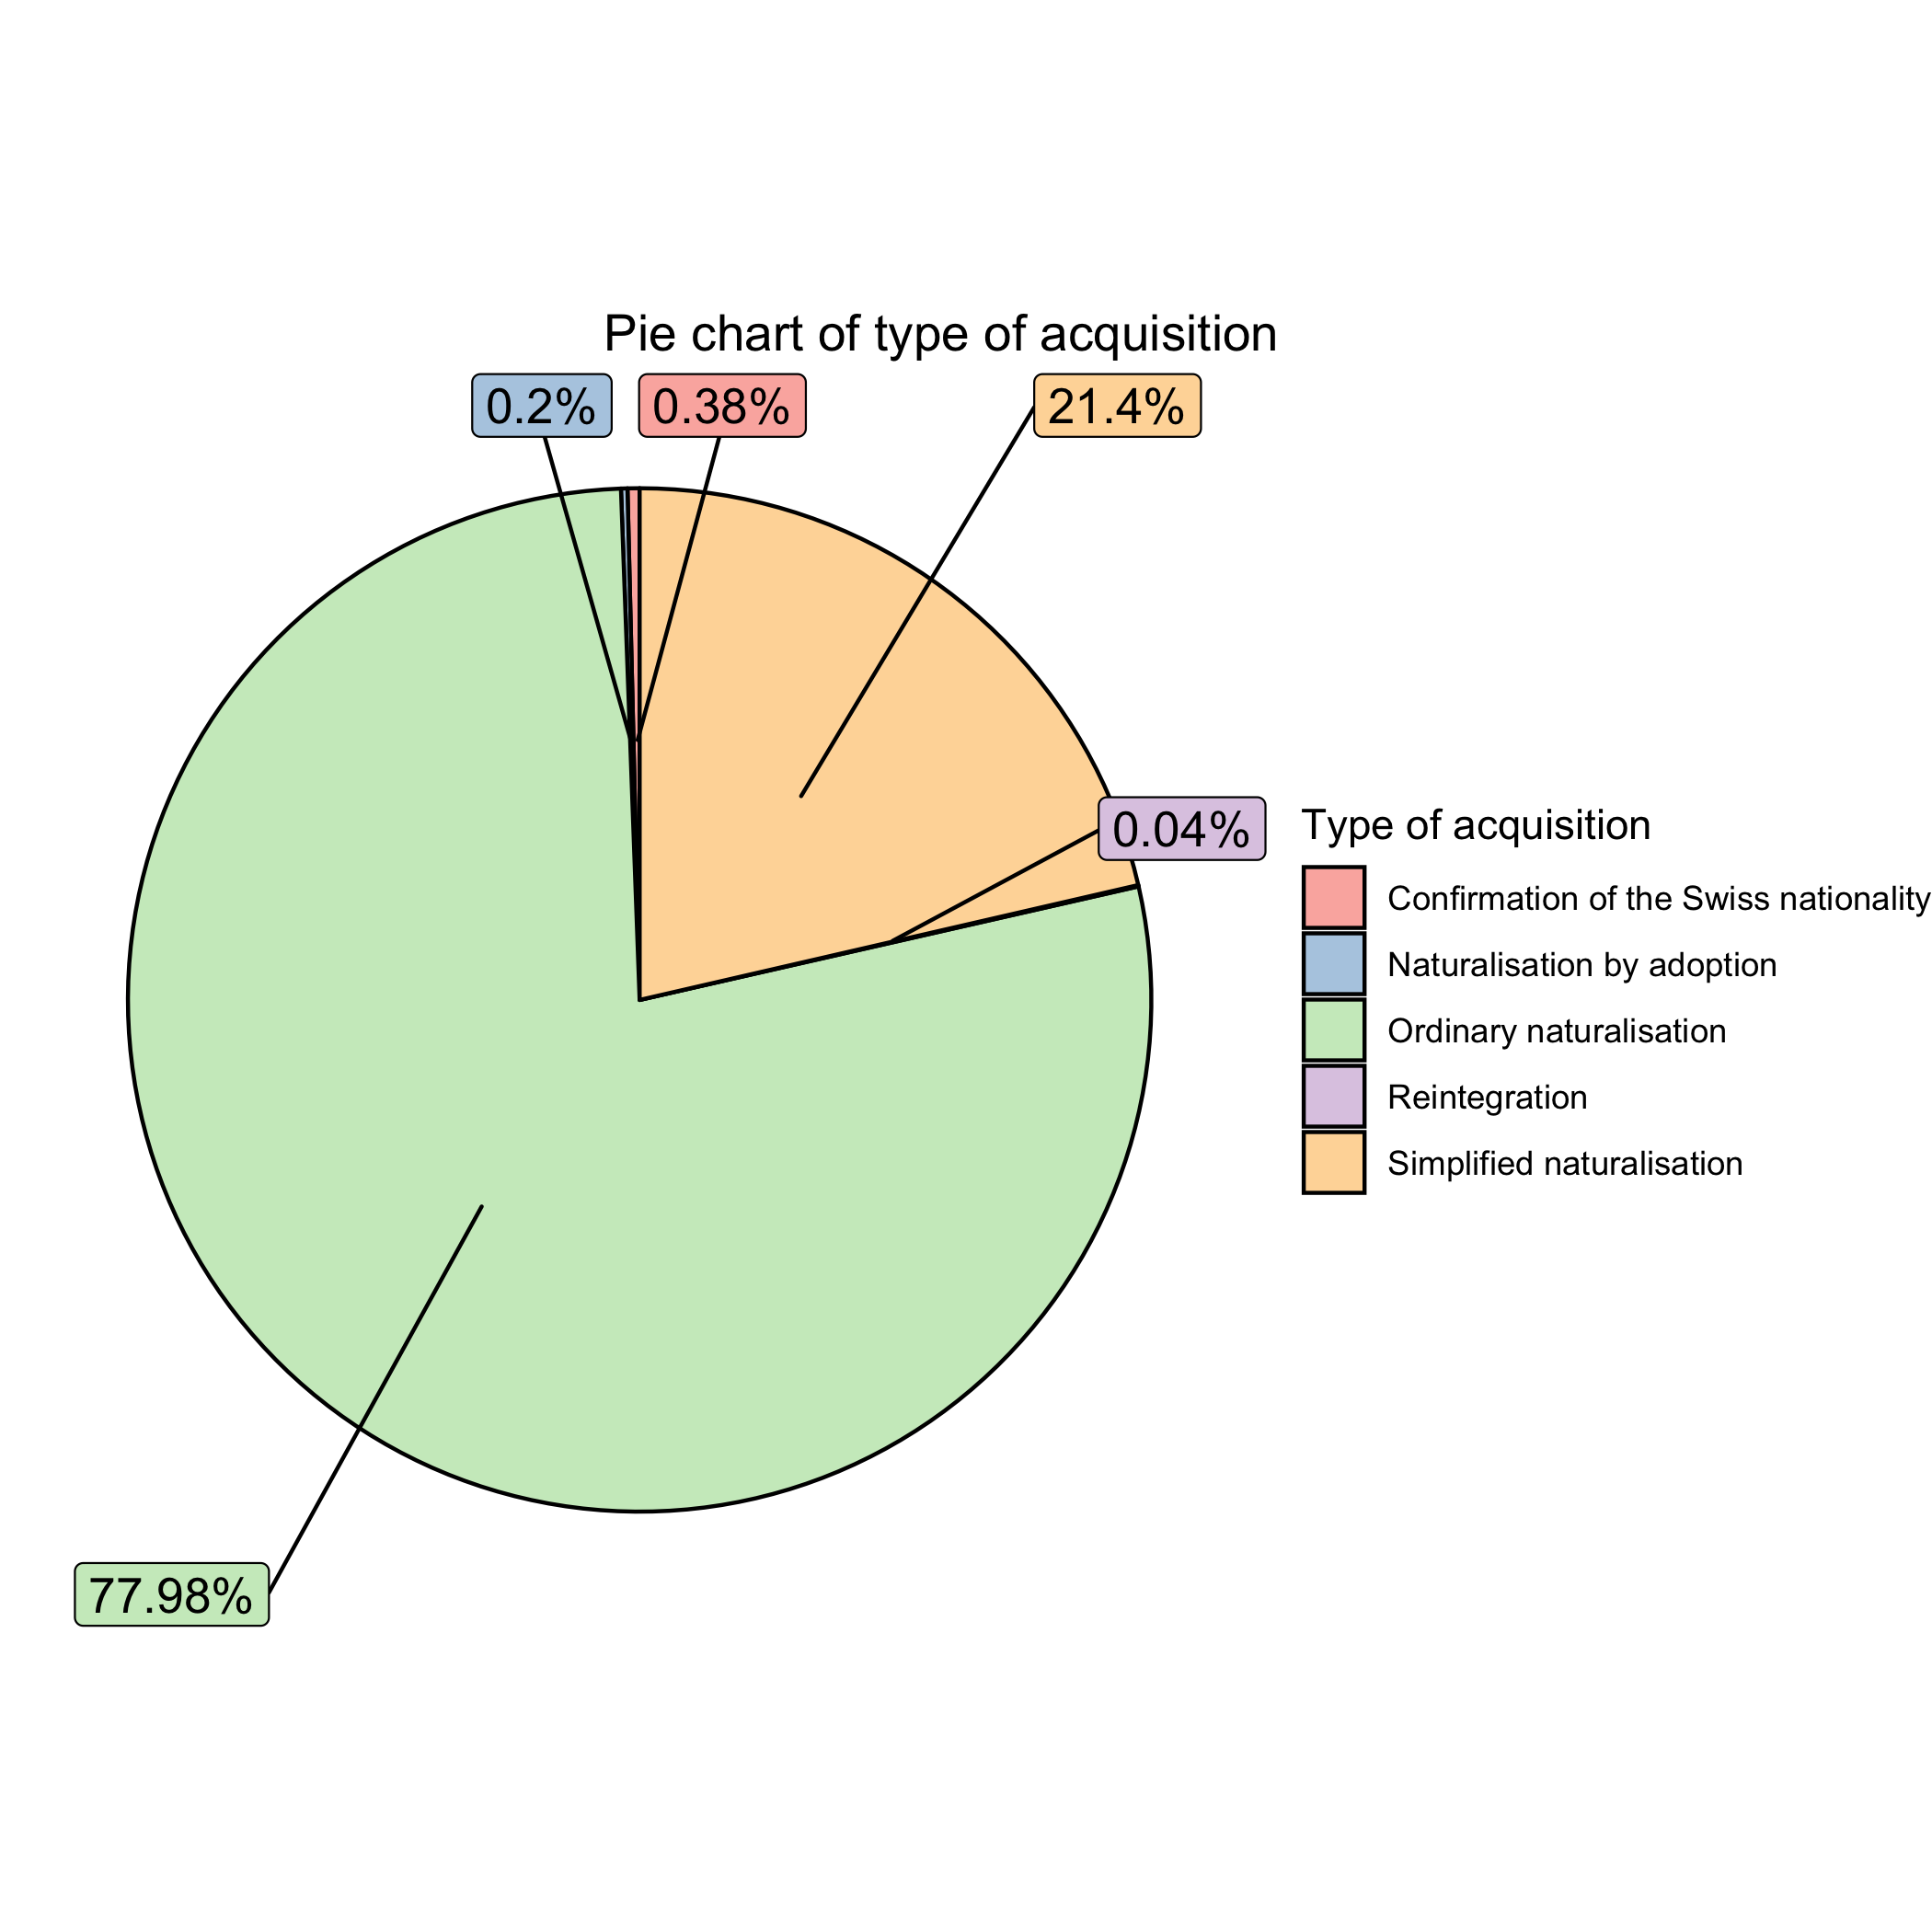 Pie chart of type of acquisition
0.2%
0.38%
21.4%
0.04%
77.98%
Type of acquisition
Confirmation of the Swiss nationality
Naturalisation by adoption
Ordinary naturalisation
Reintegration
Simplified naturalisation